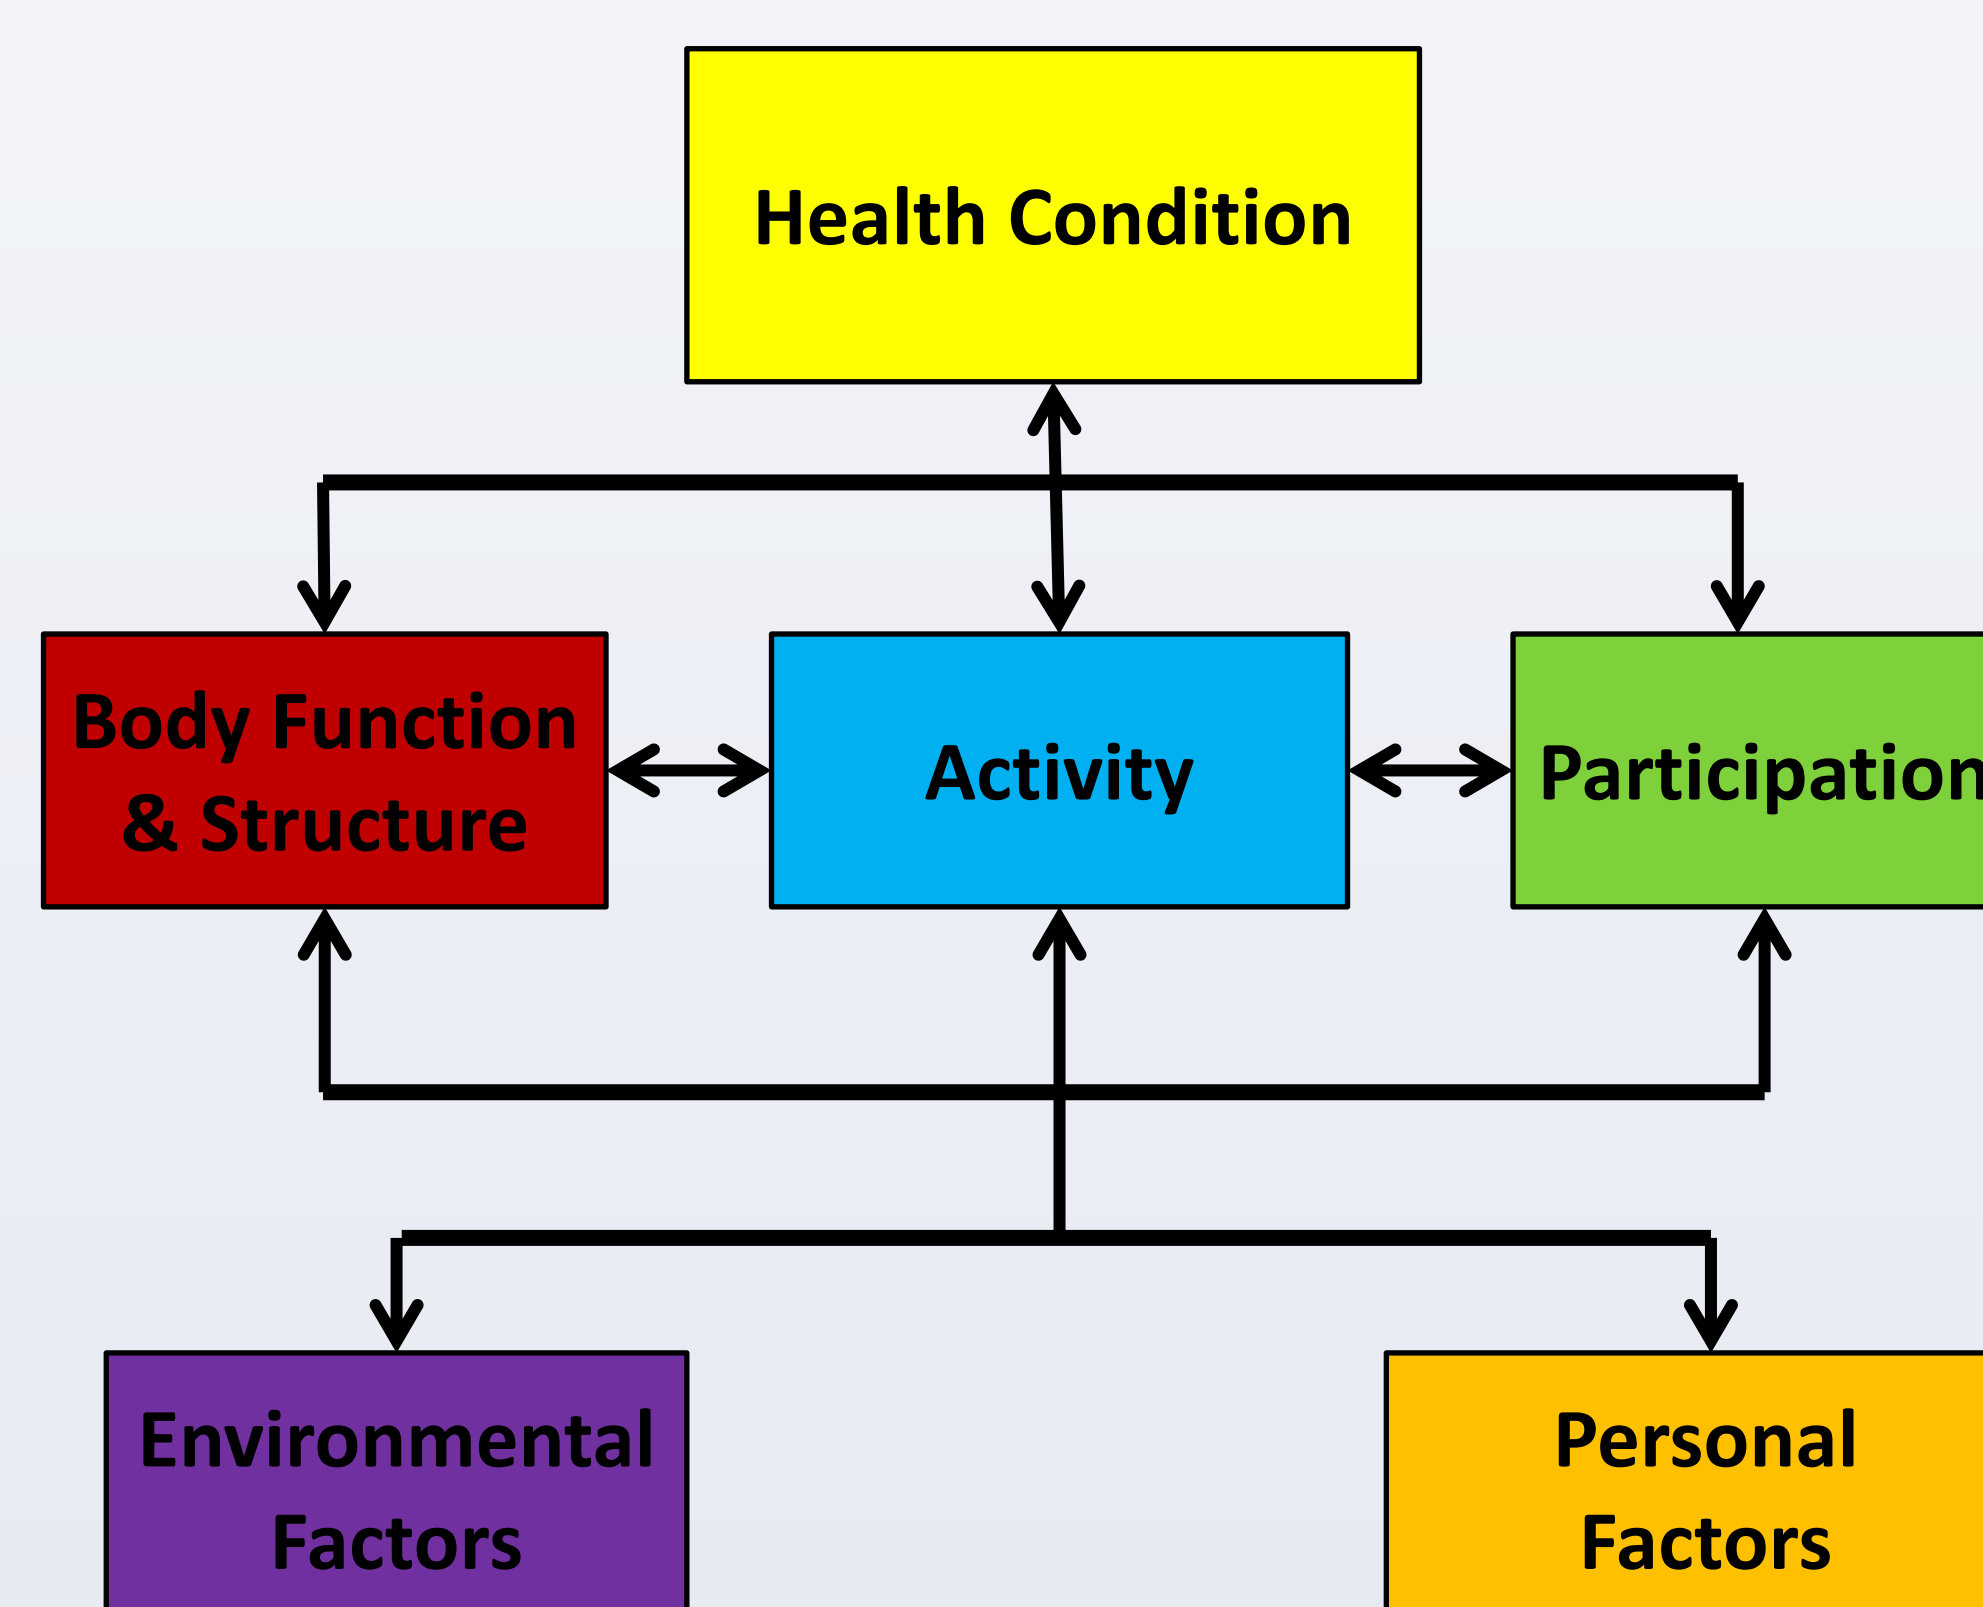 Health Condition
Body Function
& Structure
Activity
Participation
Environmental
Factors
Personal
Factors